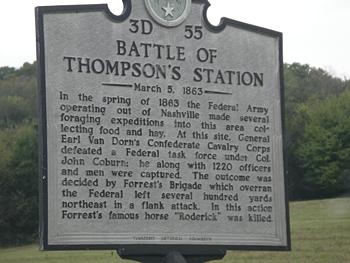 3D 55
BATTLE OF
THOMPSON'S STATION
March 5, 1863
In the spring of 1863 the Federal Army
operating out of Nashville made several
foraging expeditions into this area col-
lecting food and hay. At this site, General
Earl Van Dorn's Confederate Cavalry Corps
defeated a Federal task force under Col.
John Coburn; he along with 1220 officers
and men were captured. The outcome was
decided by Forrest's Brigade which overran
the Federal left several hundred yards
northeast in a flank attack. In this action
Forrest's famous horse "Roderick" was killed.
TENNESSEE HISTORICAL COMMISSION